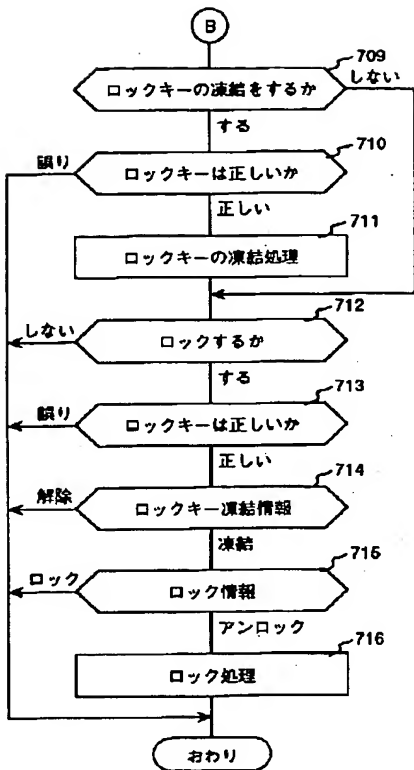 B
709
ロックキーの凍結をするか
しない
する
710
誤り
ロックキーは正しいか
正しい
711
ロックキーの凍結処理
712
しない
ロックするか
する
713
誤り
ロックキーは正しいか
正しい
714
解除
ロックキー凍結情報
凍結
715
ロック
ロック情報
アンロック
716
ロック処理
おわり